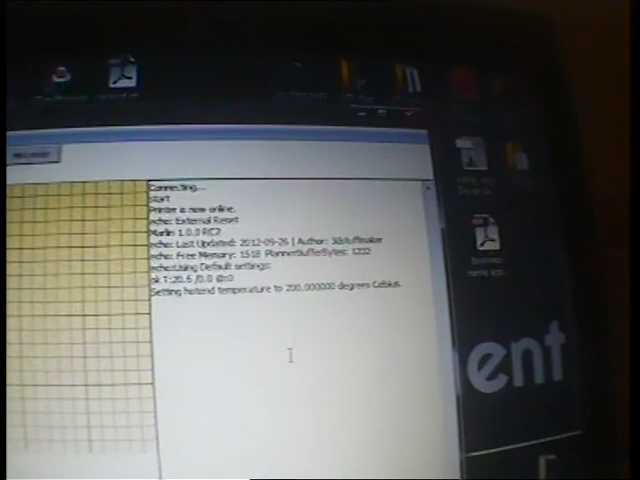 Connecting...
start
Printer is now online.
echo: External Reset
Marlin 1.0.0 RC2
echo: Last Updated: 2012-09-26 | Author: 3dstuffmaker
echo: Free Memory: 1518 PlannerBufferBytes: 1232
echo:Using Default settings:
ok T:20.5 /0.0 @:0
Setting hotend temperature to 200.000000 degrees Celsius.
ent